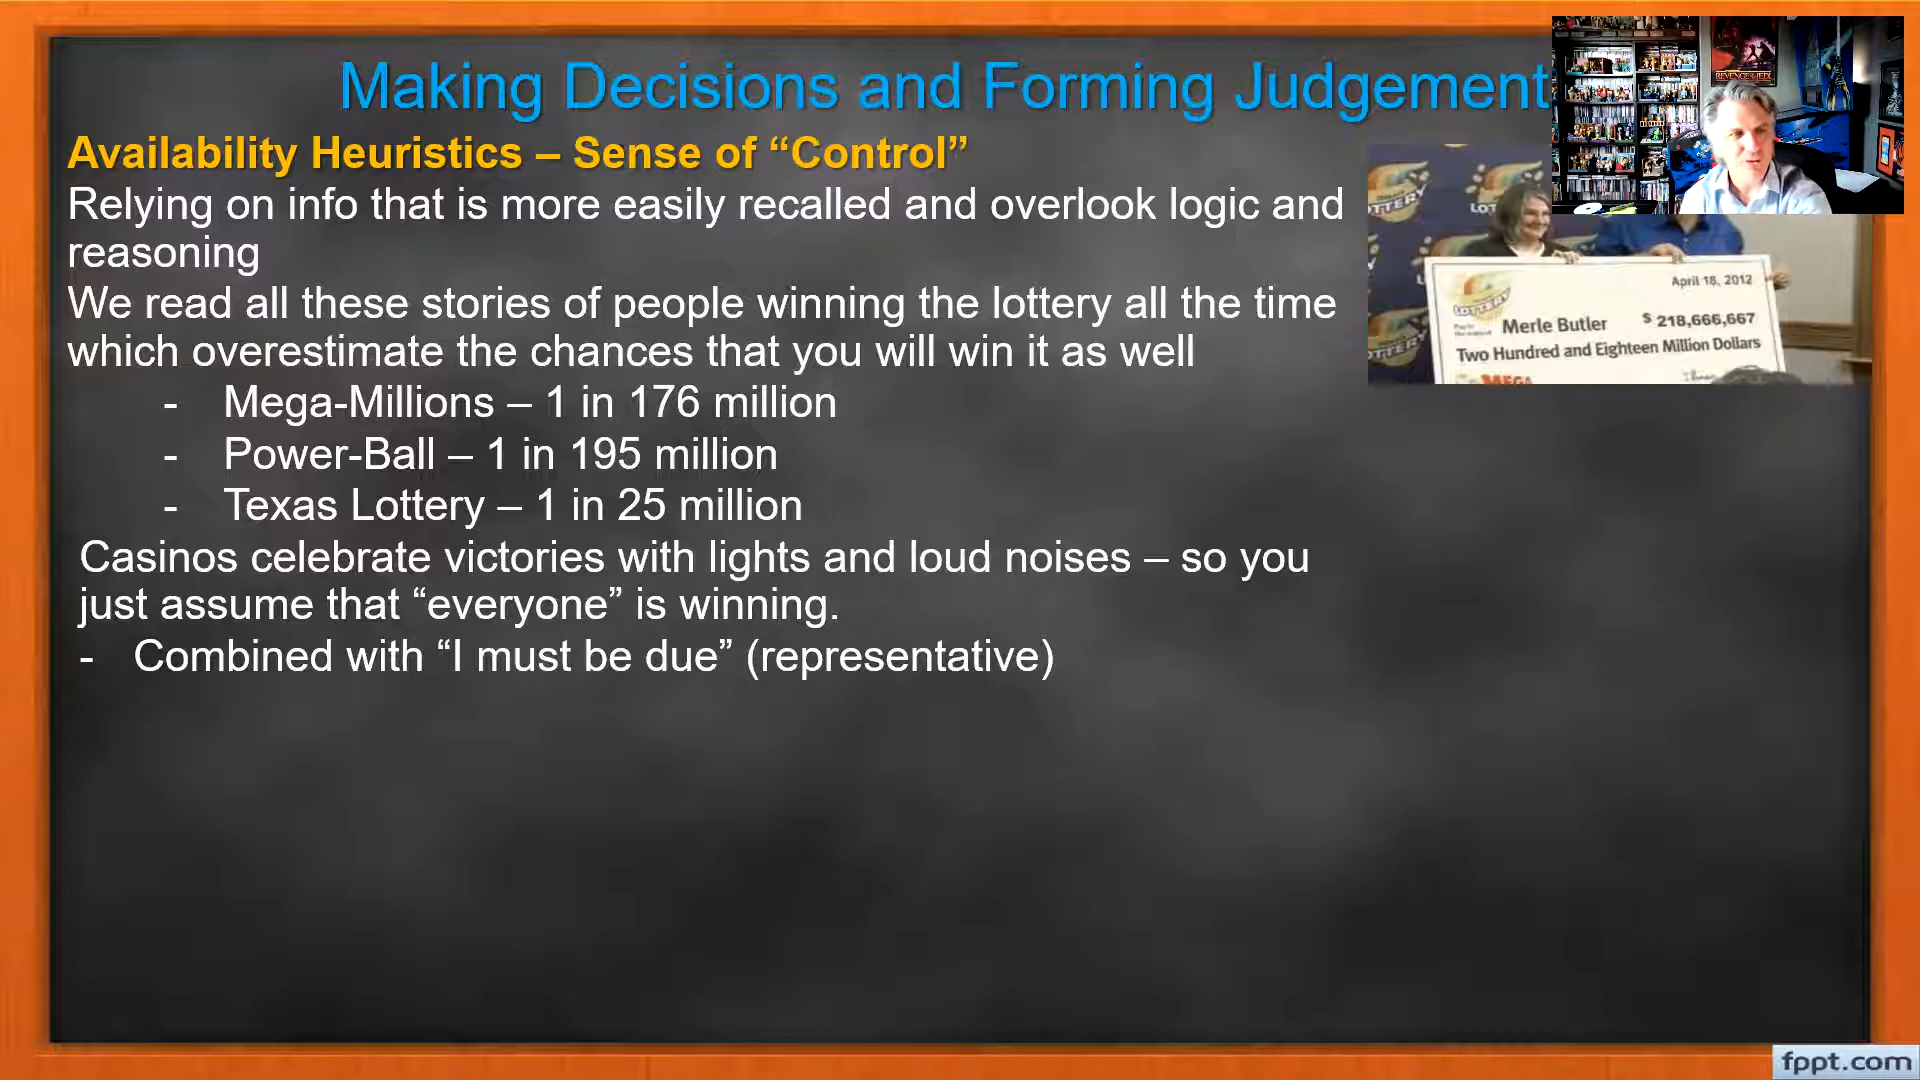 Making Decisions and Forming Judgement
Availability Heuristics – Sense of “Control”
Relying on info that is more easily recalled and overlook logic and
reasoning
We read all these stories of people winning the lottery all the time
which overestimate the chances that you will win it as well
- Mega-Millions – 1 in 176 million
- Power-Ball – 1 in 195 million
- Texas Lottery – 1 in 25 million
Casinos celebrate victories with lights and loud noises – so you
just assume that “everyone” is winning.
- Combined with “I must be due” (representative)
REVENGE JEDI
LOTTERY
April 18, 2012
Merle Butler $ 218,666,667
Two Hundred and Eighteen Million Dollars
MEGA
fppt.com